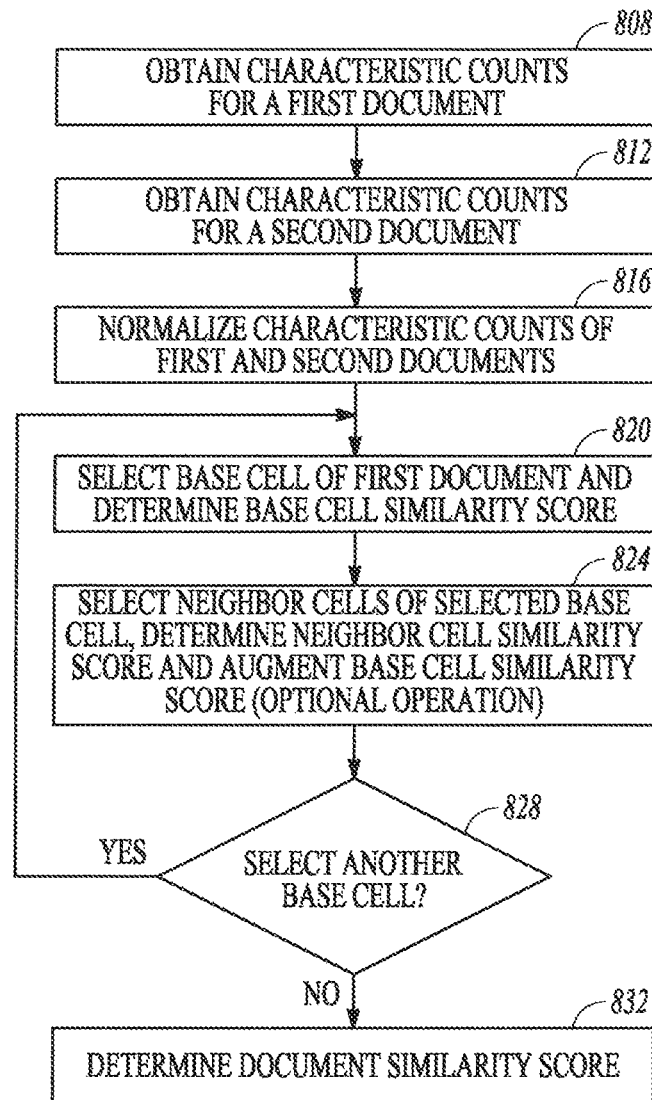 808
OBTAIN CHARACTERISTIC COUNTS
FOR A FIRST DOCUMENT
812
OBTAIN CHARACTERISTIC COUNTS
FOR A SECOND DOCUMENT
816
NORMALIZE CHARACTERISTIC COUNTS OF
FIRST AND SECOND DOCUMENTS
820
SELECT BASE CELL OF FIRST DOCUMENT AND
DETERMINE BASE CELL SIMILARITY SCORE
824
SELECT NEIGHBOR CELLS OF SELECTED BASE
CELL, DETERMINE NEIGHBOR CELL SIMILARITY
SCORE AND AUGMENT BASE CELL SIMILARITY
SCORE (OPTIONAL OPERATION)
828
YES
SELECT ANOTHER
BASE CELL?
NO
832
DETERMINE DOCUMENT SIMILARITY SCORE